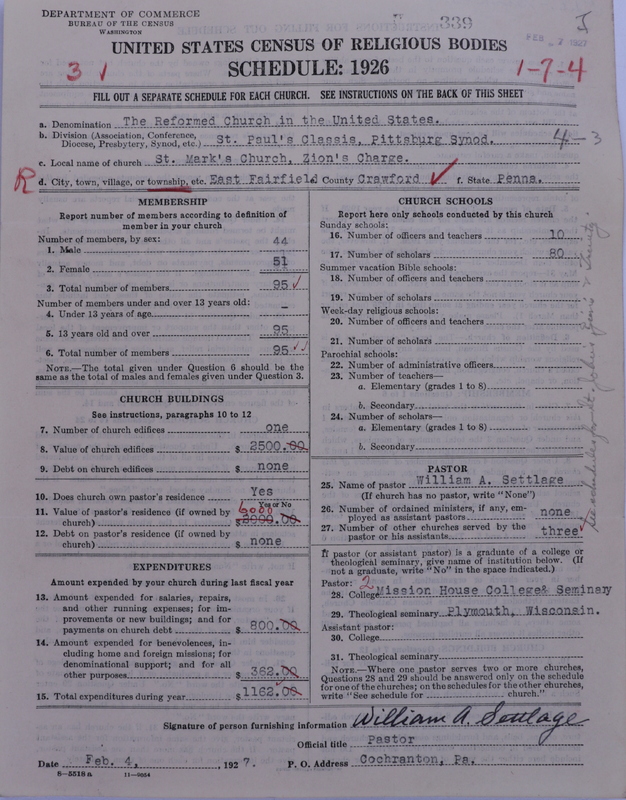 DEPARTMENT OF COMMERCE
BUREAU OF THE CENSUS
WASHINGTON
339
FEB 7 1927
I
UNITED STATES CENSUS OF RELIGIOUS BODIES
SCHEDULE: 1926
3 1
1-7-4
FILL OUT A SEPARATE SCHEDULE FOR EACH CHURCH. SEE INSTRUCTIONS ON THE BACK OF THIS SHEET
a. Denomination The Reformed Church in the United States.
b. Division (Association, Conference, Diocese, Presbytery, Synod, etc.) St. Paul's Classis, Pittsburg Synod.
4-3
c. Local name of church St. Mark's Church, Zion's Charge.
R d. City, town, village, or township, etc. East Fairfield County Crawford ✓ f. State Penna.
MEMBERSHIP
Report number of members according to definition of member in your church
Number of members, by sex:
1. Male 44
2. Female 51
3. Total number of members 95 ✓
Number of members under and over 13 years old:
4. Under 13 years of age –
5. 13 years old and over 95
6. Total number of members 95 ✓✓
NOTE.—The total given under Question 6 should be same as the total of males and females given under Question 3.
CHURCH BUILDINGS
See instructions, paragraphs 10 to 12
7. Number of church edifices one
8. Value of church edifices $ 2500.00
9. Debt on church edifices $ none
10. Does church own pastor's residence Yes
Yes or No
11. Value of pastor's residence (if owned by church) $ 6000 .00
12. Debt on pastor's residence (if owned by church) $ none
EXPENDITURES
Amount expended by church during last fiscal year
13. Amount expended for salaries, repairs, and other running expenses; for improvements or new buildings; and for payments on church debt $ 800.00
14. Amount expended for benevolences, including home and foreign missions; for denominational support; and for all other purposes $ 362.00
15. Total expenditures during year $ 1162.00
CHURCH SCHOOLS
Report here only schools conducted by this church
Sunday schools:
16. Number of officers and teachers 10
17. Number of scholars 80
Summer vacation Bible schools:
18. Number of officers and teachers
19. Number of scholars
Week-day religious schools:
20. Number of officers and teachers
21. Number of scholars
Parochial schools:
22. Number of administrative officers
23. Number of teachers—
a. Elementary (grades 1 to 8)
b. Secondary
24. Number of scholars—
a. Elementary (grades 1 to 8)
b. Secondary
PASTOR
25. Name of pastor William A. Settlage
(If church has no pastor, write "None")
26. Number of ordained ministers, if any, employed as assistant pastors none
27. Number of other churches served by the pastor or his assistants three ✓
If pastor (or assistant pastor) is a graduate of a college or theological seminary, give name of institution below. (If not a graduate, write "No" in the space indicated.)
Pastor: 2
28. College Mission House College& Seminary
29. Theological seminary Plymouth, Wisconsin.
Assistant pastor:
30. College
31. Theological seminary
NOTE.—Where one pastor serves two or more churches, Questions 28 and 29 should be answered only on the schedule for one of the churches; on the schedules for the other churches, write "See schedule for church."
Signature of person furnishing information William A. Settlage
Official title Pastor
Date Feb. 4, 1927. P. O. Address Cochranton, Pa.
8—5518 a 11—9034